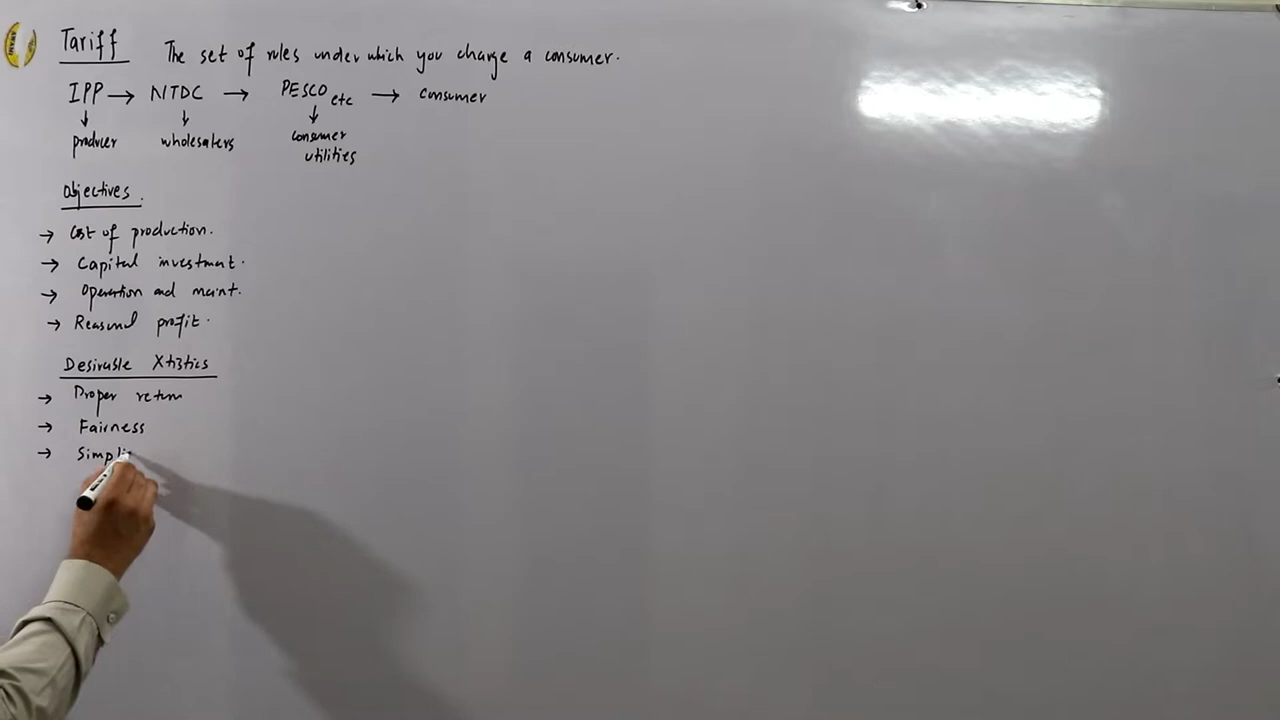 Tariff The set of rules under which you charge a consumer.
IPP → NTDC → PESCO etc → consumer
↓ ↓ ↓
producer wholesalers consumer
utilities
Objectives.
→ Cost of production.
→ Capital investment.
→ Operation and maint.
→ Reasonal profit.
Desirable Xtistics
→ Proper return
→ Fairness
→ Simpli